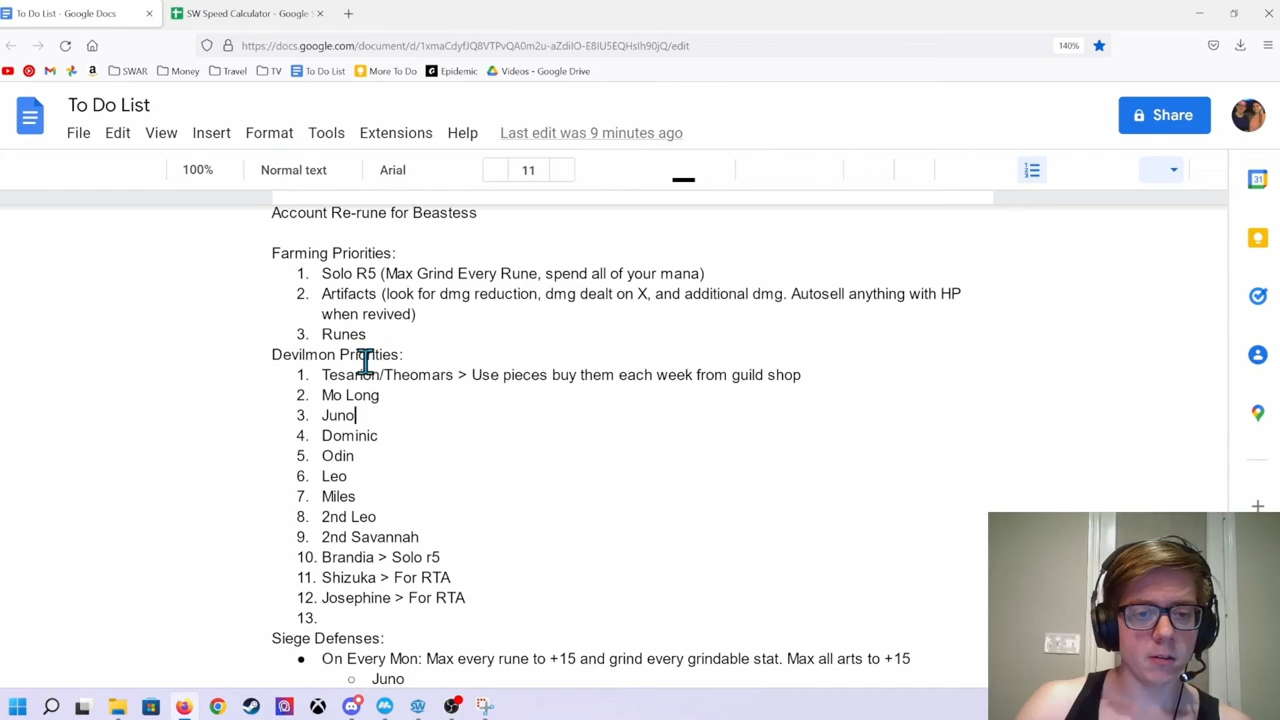 To Do List - Google Docs
SW Speed Calculator - Google S
https://docs.google.com/document/d/1xmaCdyfJQ8VTPvQA0m2u-aZdiIO-E8IU5EQHsIh90jQ/edit
140%
SWAR
Money
Travel
TV
To Do List
More To Do
Epidemic
Videos - Google Drive
To Do List
File Edit View Insert Format Tools Extensions Help Last edit was 9 minutes ago
Share
100% Normal text Arial 11
Account Re-rune for Beastess
Farming Priorities:
1. Solo R5 (Max Grind Every Rune, spend all of your mana)
2. Artifacts (look for dmg reduction, dmg dealt on X, and additional dmg. Autosell anything with HP
when revived)
3. Runes
Devilmon Priorities:
1. Tesarion/Theomars > Use pieces buy them each week from guild shop
2. Mo Long
3. Juno
4. Dominic
5. Odin
6. Leo
7. Miles
8. 2nd Leo
9. 2nd Savannah
10. Brandia > Solo r5
11. Shizuka > For RTA
12. Josephine > For RTA
13.
Siege Defenses:
● On Every Mon: Max every rune to +15 and grind every grindable stat. Max all arts to +15
○ Juno